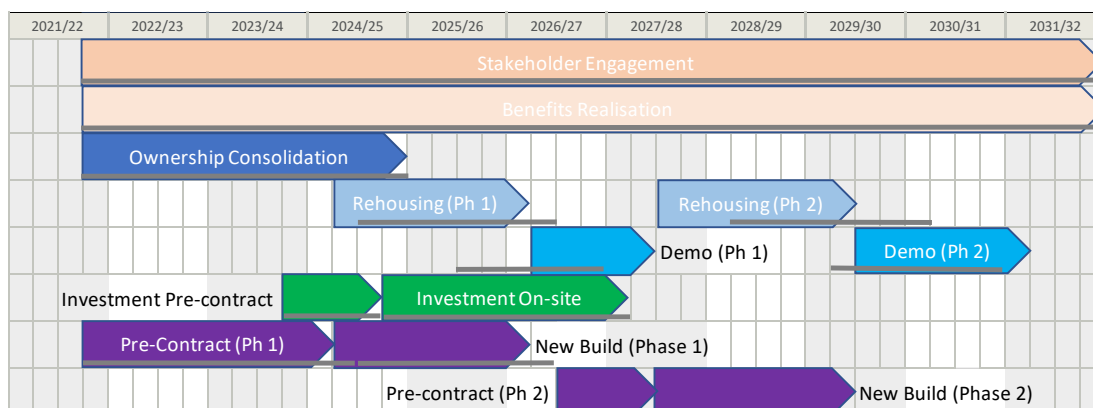 2021/22 2022/23 2023/24 2024/25 2025/26 2026/27 2027/28 2028/29 2029/30 2030/31 2031/32
Stakeholder Engagement
Benefits Realisation
Ownership Consolidation
Rehousing (Ph 1) Rehousing (Ph 2)
Demo (Ph 1) Demo (Ph 2)
Investment Pre-contract Investment On-site
Pre-Contract (Ph 1) New Build (Phase 1)
Pre-contract (Ph 2) New Build (Phase 2)